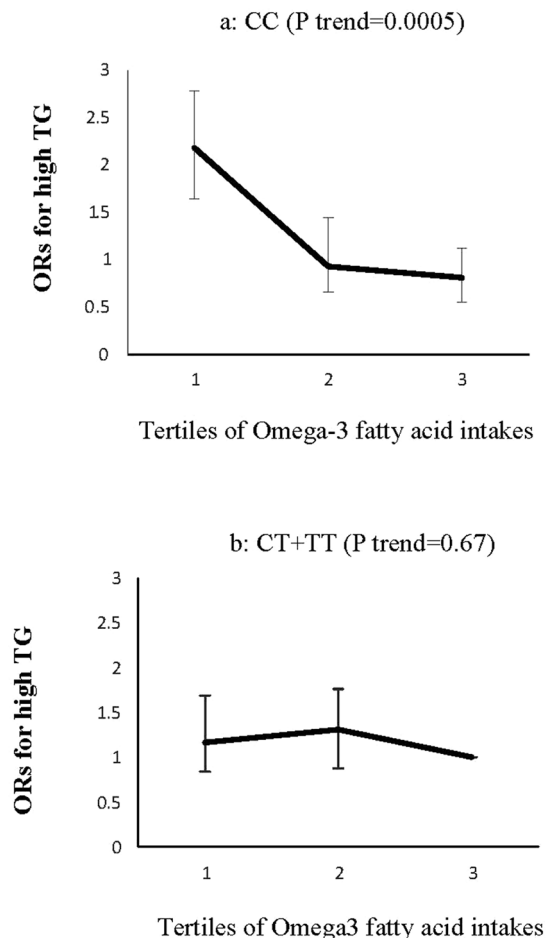 a: CC (P trend=0.0005)
ORs for high TG
3
2.5
2
1.5
1
0.5
0
1 2 3
Tertiles of Omega-3 fatty acid intakes
b: CT+TT (P trend=0.67)
ORs for high TG
3
2.5
2
1.5
1
0.5
0
1 2 3
Tertiles of Omega3 fatty acid intakes